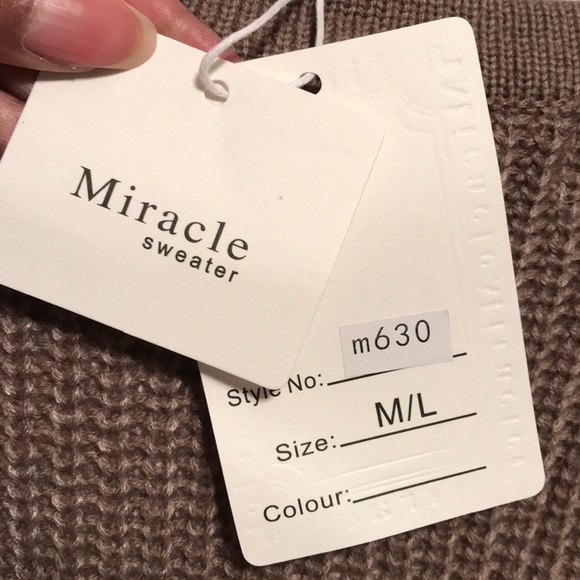 Miracle
sweater
m630
Style No:
M/L
Size:
Colour: